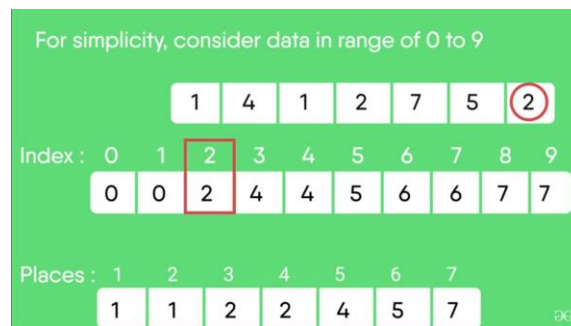 For simplicity, consider data in range of 0 to 9
1 4 1 2 7 5 2
Index : 0 1 2 3 4 5 6 7 8 9
0 0 2 4 4 5 6 6 7 7
Places : 1 2 3 4 5 6 7
1 1 2 2 4 5 7